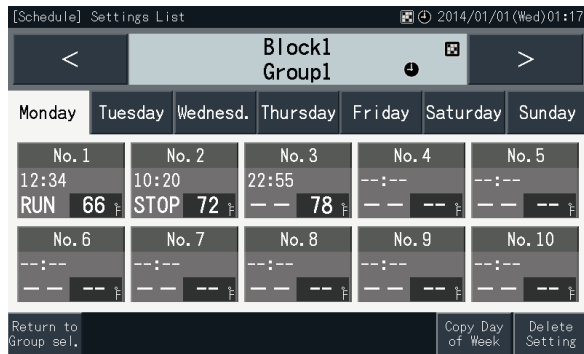 [Schedule] Settings List 2014/01/01(Wed)01:17
< Block1 >
Group1
Monday Tuesday Wednesd. Thursday Friday Saturday Sunday
No.1 No.2 No.3 No.4 No.5
12:34 10:20 22:55 --:-- --:--
RUN 66 °F STOP 72 °F -- 78 °F -- -- °F -- -- °F
No.6 No.7 No.8 No.9 No.10
--:-- --:-- --:-- --:-- --:--
-- -- °F -- -- °F -- -- °F -- -- °F -- -- °F
Return to Copy Day Delete
Group sel. of Week Setting